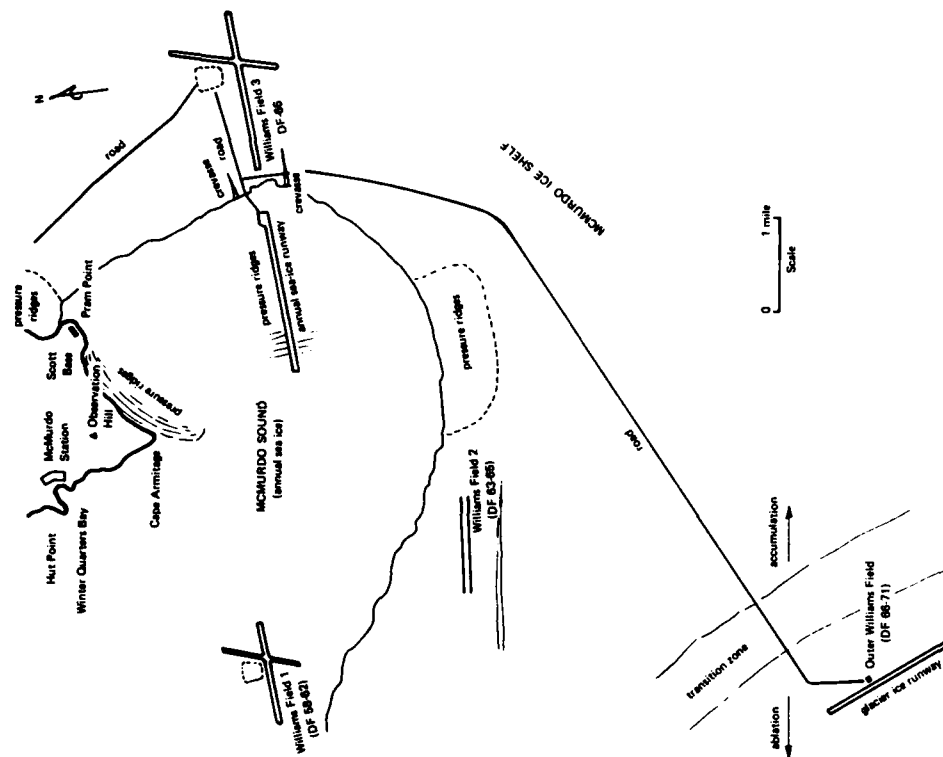 N
road
pressure
ridges
Pram Point
Scott
Base
McMurdo
Station
Observation
Hill
Hut Point
Winter Quarters Bay
Cape Armitage
pressure ridges
crevasse
road
Williams Field 3
DF-86
crevasse
pressure ridges
annual sea-ice runway
MCMURDO SOUND
(annual sea ice)
MCMURDO ICE SHELF
0 1 mile
Scale
pressure ridges
Williams Field 2
(DF 63-65)
Williams Field 1
(DF 58-62)
road
accumulation
transition zone
ablation
Outer Williams Field
(DF 66-71)
glacier ice runway